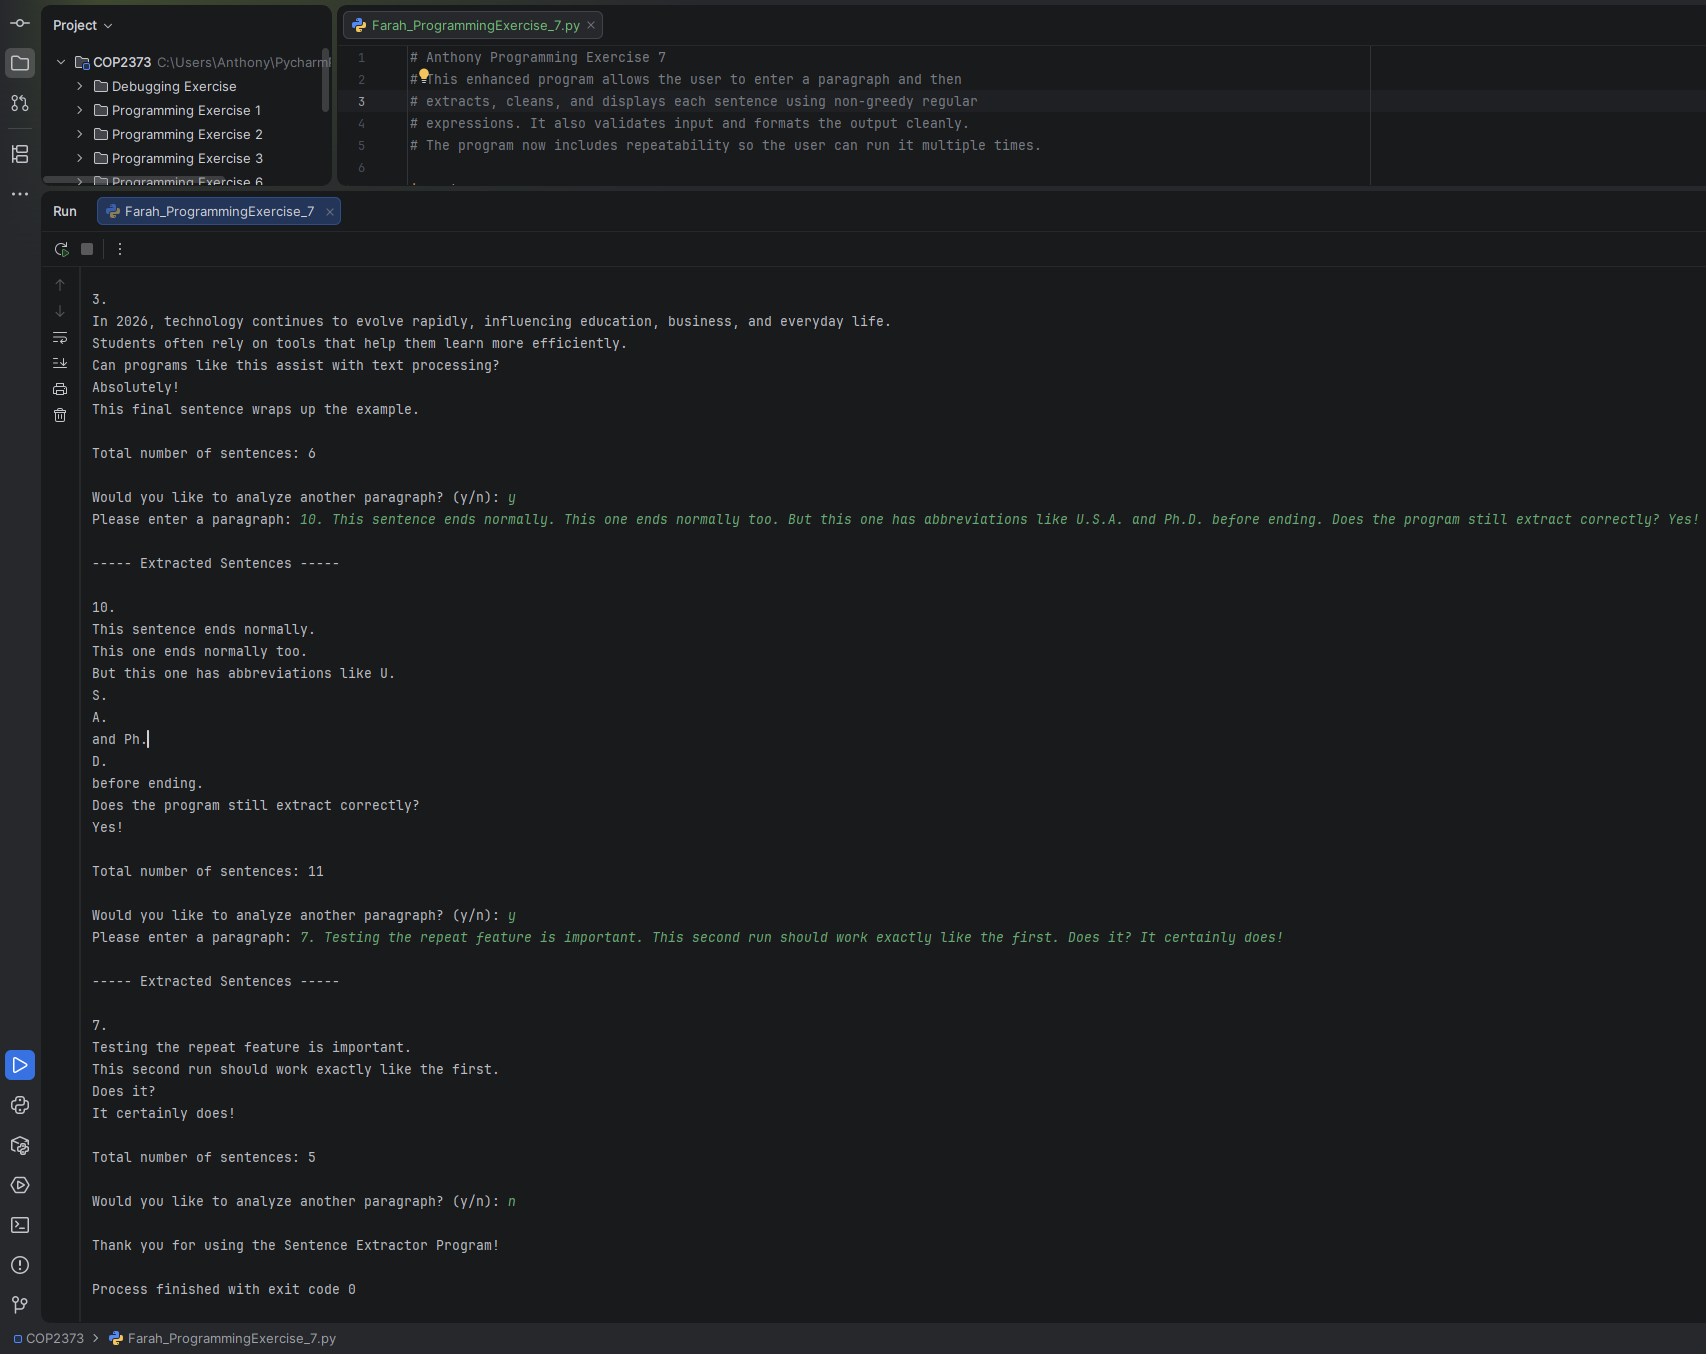 Project
COP2373 C:\Users\Anthony\Pycharm
Debugging Exercise
Programming Exercise 1
Programming Exercise 2
Programming Exercise 3
Programming Exercise 6
Farah_ProgrammingExercise_7.py
1 # Anthony Programming Exercise 7
2 # This enhanced program allows the user to enter a paragraph and then
3 # extracts, cleans, and displays each sentence using non-greedy regular
4 # expressions. It also validates input and formats the output cleanly.
5 # The program now includes repeatability so the user can run it multiple times.
6
Run Farah_ProgrammingExercise_7
3.
In 2026, technology continues to evolve rapidly, influencing education, business, and everyday life.
Students often rely on tools that help them learn more efficiently.
Can programs like this assist with text processing?
Absolutely!
This final sentence wraps up the example.
Total number of sentences: 6
Would you like to analyze another paragraph? (y/n): y
Please enter a paragraph: 10. This sentence ends normally. This one ends normally too. But this one has abbreviations like U.S.A. and Ph.D. before ending. Does the program still extract correctly? Yes!
----- Extracted Sentences -----
10.
This sentence ends normally.
This one ends normally too.
But this one has abbreviations like U.
S.
A.
and Ph.
D.
before ending.
Does the program still extract correctly?
Yes!
Total number of sentences: 11
Would you like to analyze another paragraph? (y/n): y
Please enter a paragraph: 7. Testing the repeat feature is important. This second run should work exactly like the first. Does it? It certainly does!
----- Extracted Sentences -----
7.
Testing the repeat feature is important.
This second run should work exactly like the first.
Does it?
It certainly does!
Total number of sentences: 5
Would you like to analyze another paragraph? (y/n): n
Thank you for using the Sentence Extractor Program!
Process finished with exit code 0
COP2373 > Farah_ProgrammingExercise_7.py